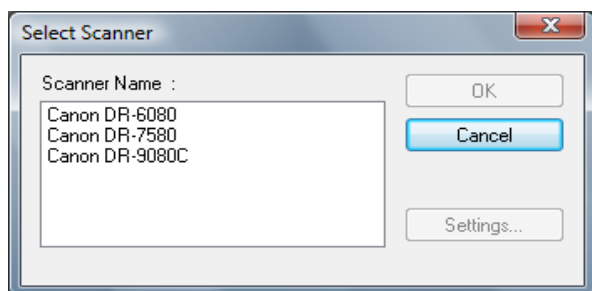 Select Scanner
Scanner Name :
Canon DR-6080
Canon DR-7580
Canon DR-9080C
OK
Cancel
Settings...